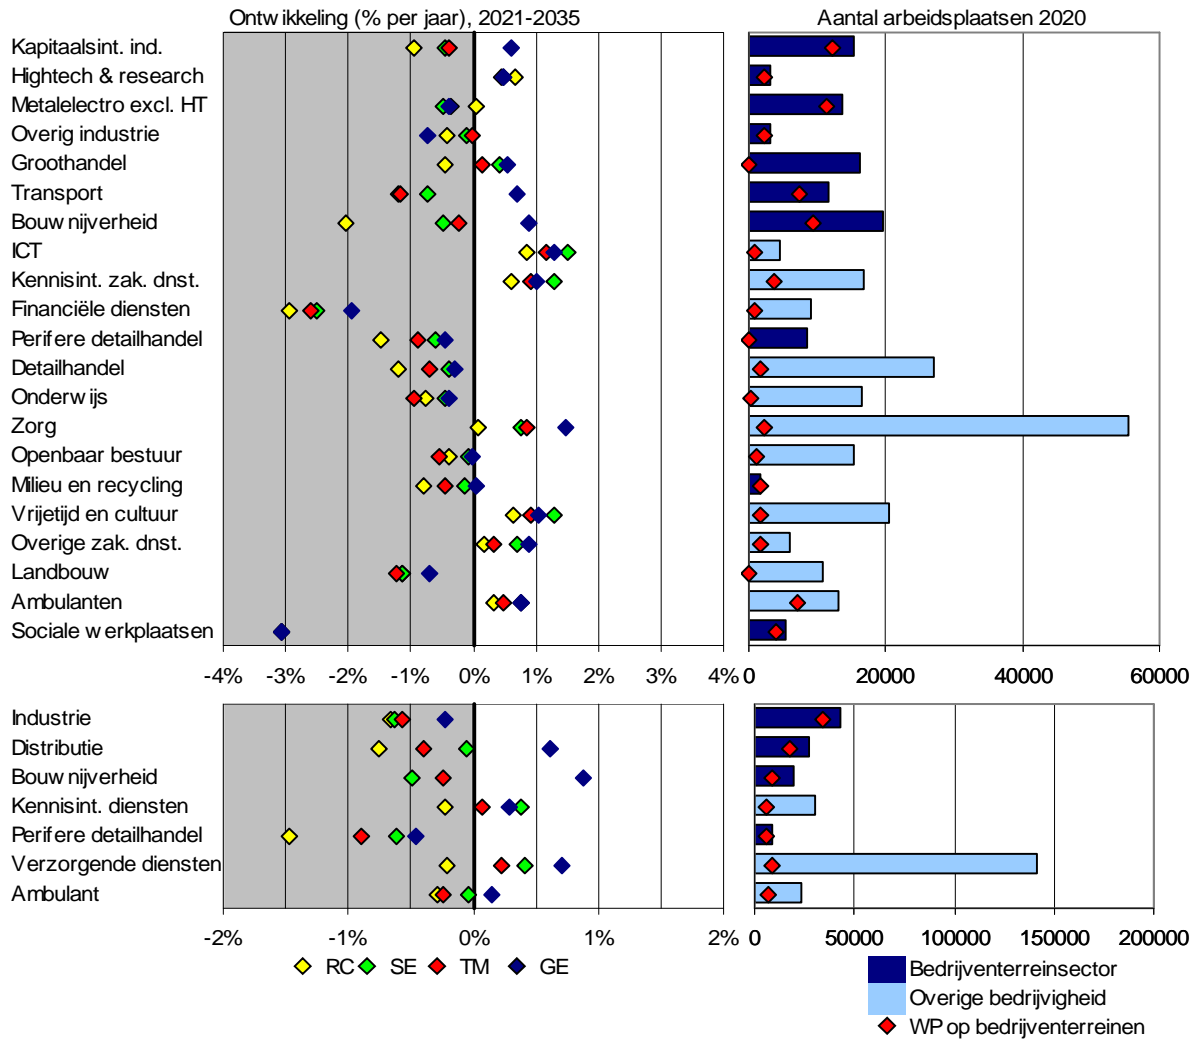 Ontwikkeling (% per jaar), 2021-2035
Aantal arbeidsplaatsen 2020
Kapitaalsint. ind.
Hightech & research
Metalelectro excl. HT
Overig industrie
Groothandel
Transport
Bouwnijverheid
ICT
Kennisint. zak. dnst.
Financiële diensten
Perifere detailhandel
Detailhandel
Onderwijs
Zorg
Openbaar bestuur
Milieu en recycling
Vrijetijd en cultuur
Overige zak. dnst.
Landbouw
Ambulanten
Sociale werkplaatsen
-4% -3% -2% -1% 0% 1% 2% 3% 4%
0 20000 40000 60000
Industrie
Distributie
Bouwnijverheid
Kennisint. diensten
Perifere detailhandel
Verzorgende diensten
Ambulant
-2% -1% 0% 1% 2%
0 50000 100000 150000 200000
RC SE TM GE
Bedrijventerreinsector
Overige bedrijvigheid
WP op bedrijventerreinen